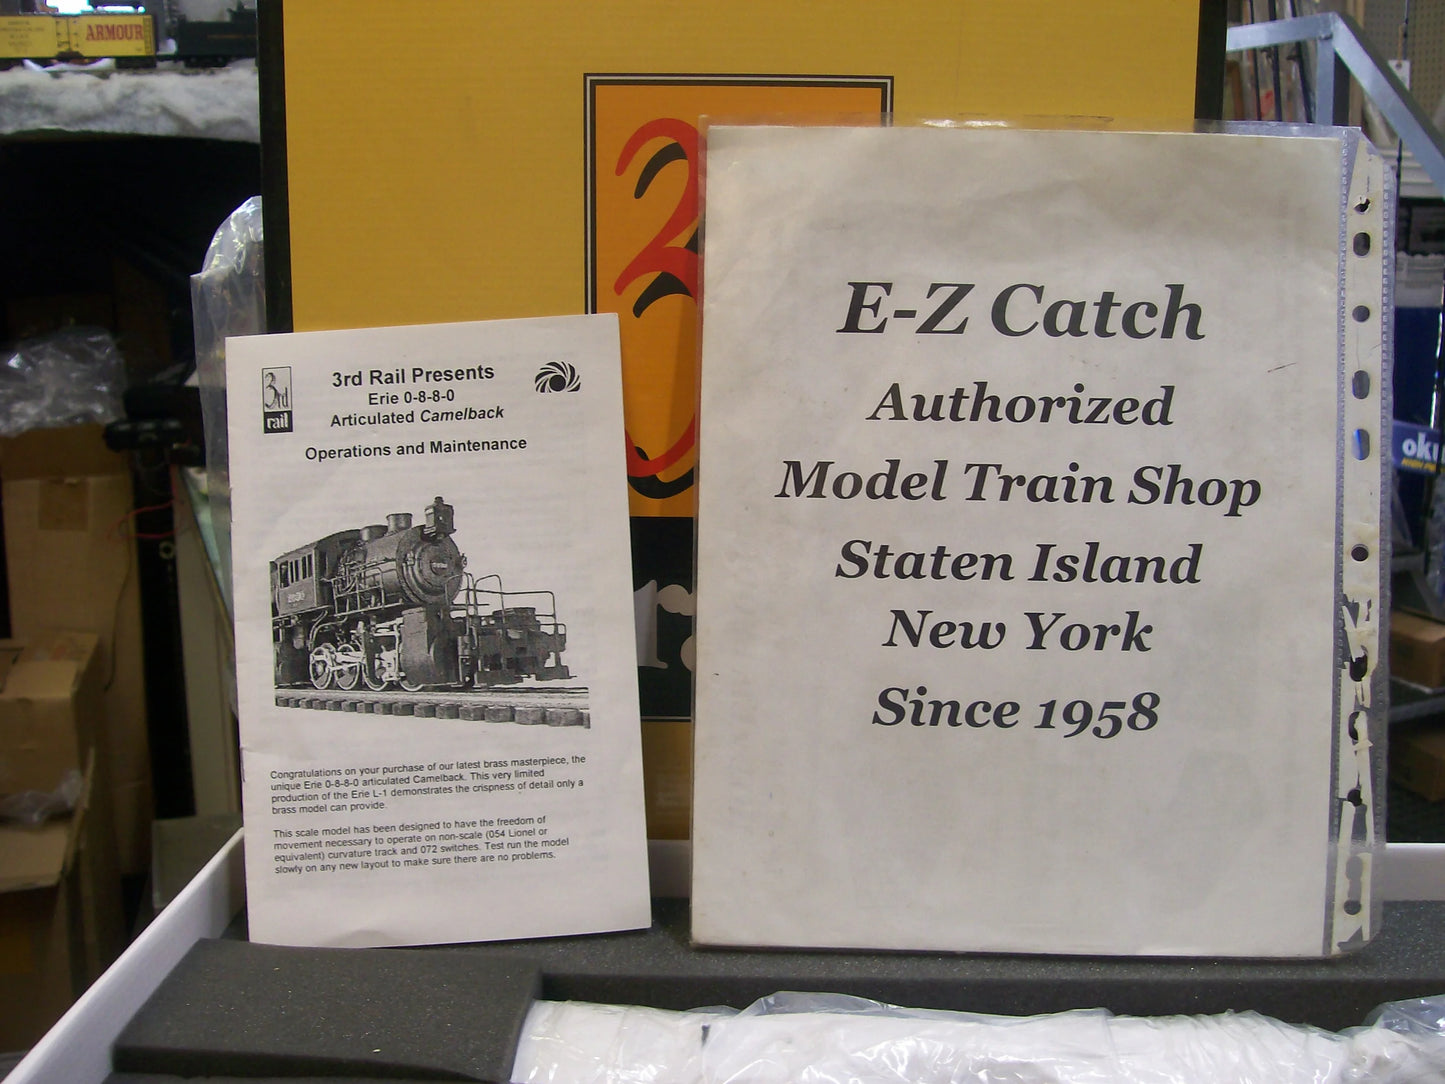 ARMOUR
3
r
3rd
rail
3rd Rail Presents
Erie 0-8-8-0
Articulated Camelback
Operations and Maintenance
Congratulations on your purchase of our latest brass masterpiece, the
unique Erie 0-8-8-0 articulated Camelback. This very limited
production of the Erie L-1 demonstrates the crispness of detail only a
brass model can provide.
This scale model has been designed to have the freedom of
movement necessary to operate on non-scale (054 Lionel or
equivalent) curvature track and 072 switches. Test run the model
slowly on any new layout to make sure there are no problems.
E-Z Catch
Authorized
Model Train Shop
Staten Island
New York
Since 1958
oku